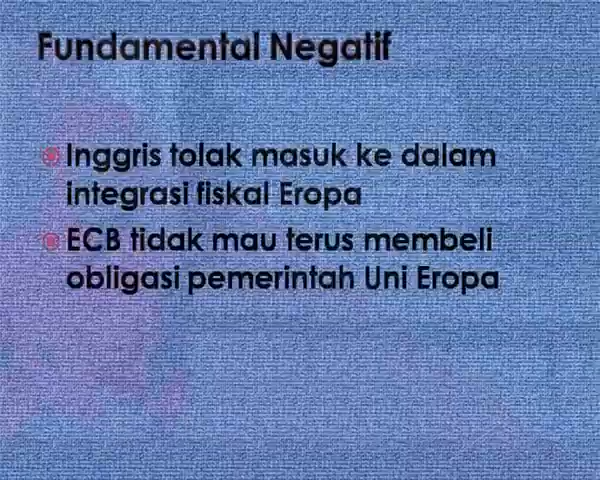 Fundamental Negatif
Inggris tolak masuk ke dalam
integrasi fiskal Eropa
ECB tidak mau terus membeli
obligasi pemerintah Uni Eropa